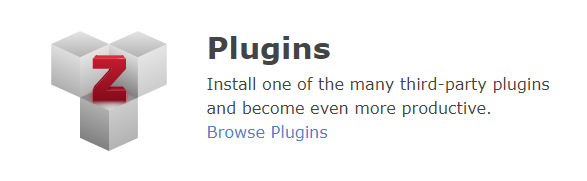 Z
Plugins
Install one of the many third-party plugins
and become even more productive.
Browse Plugins